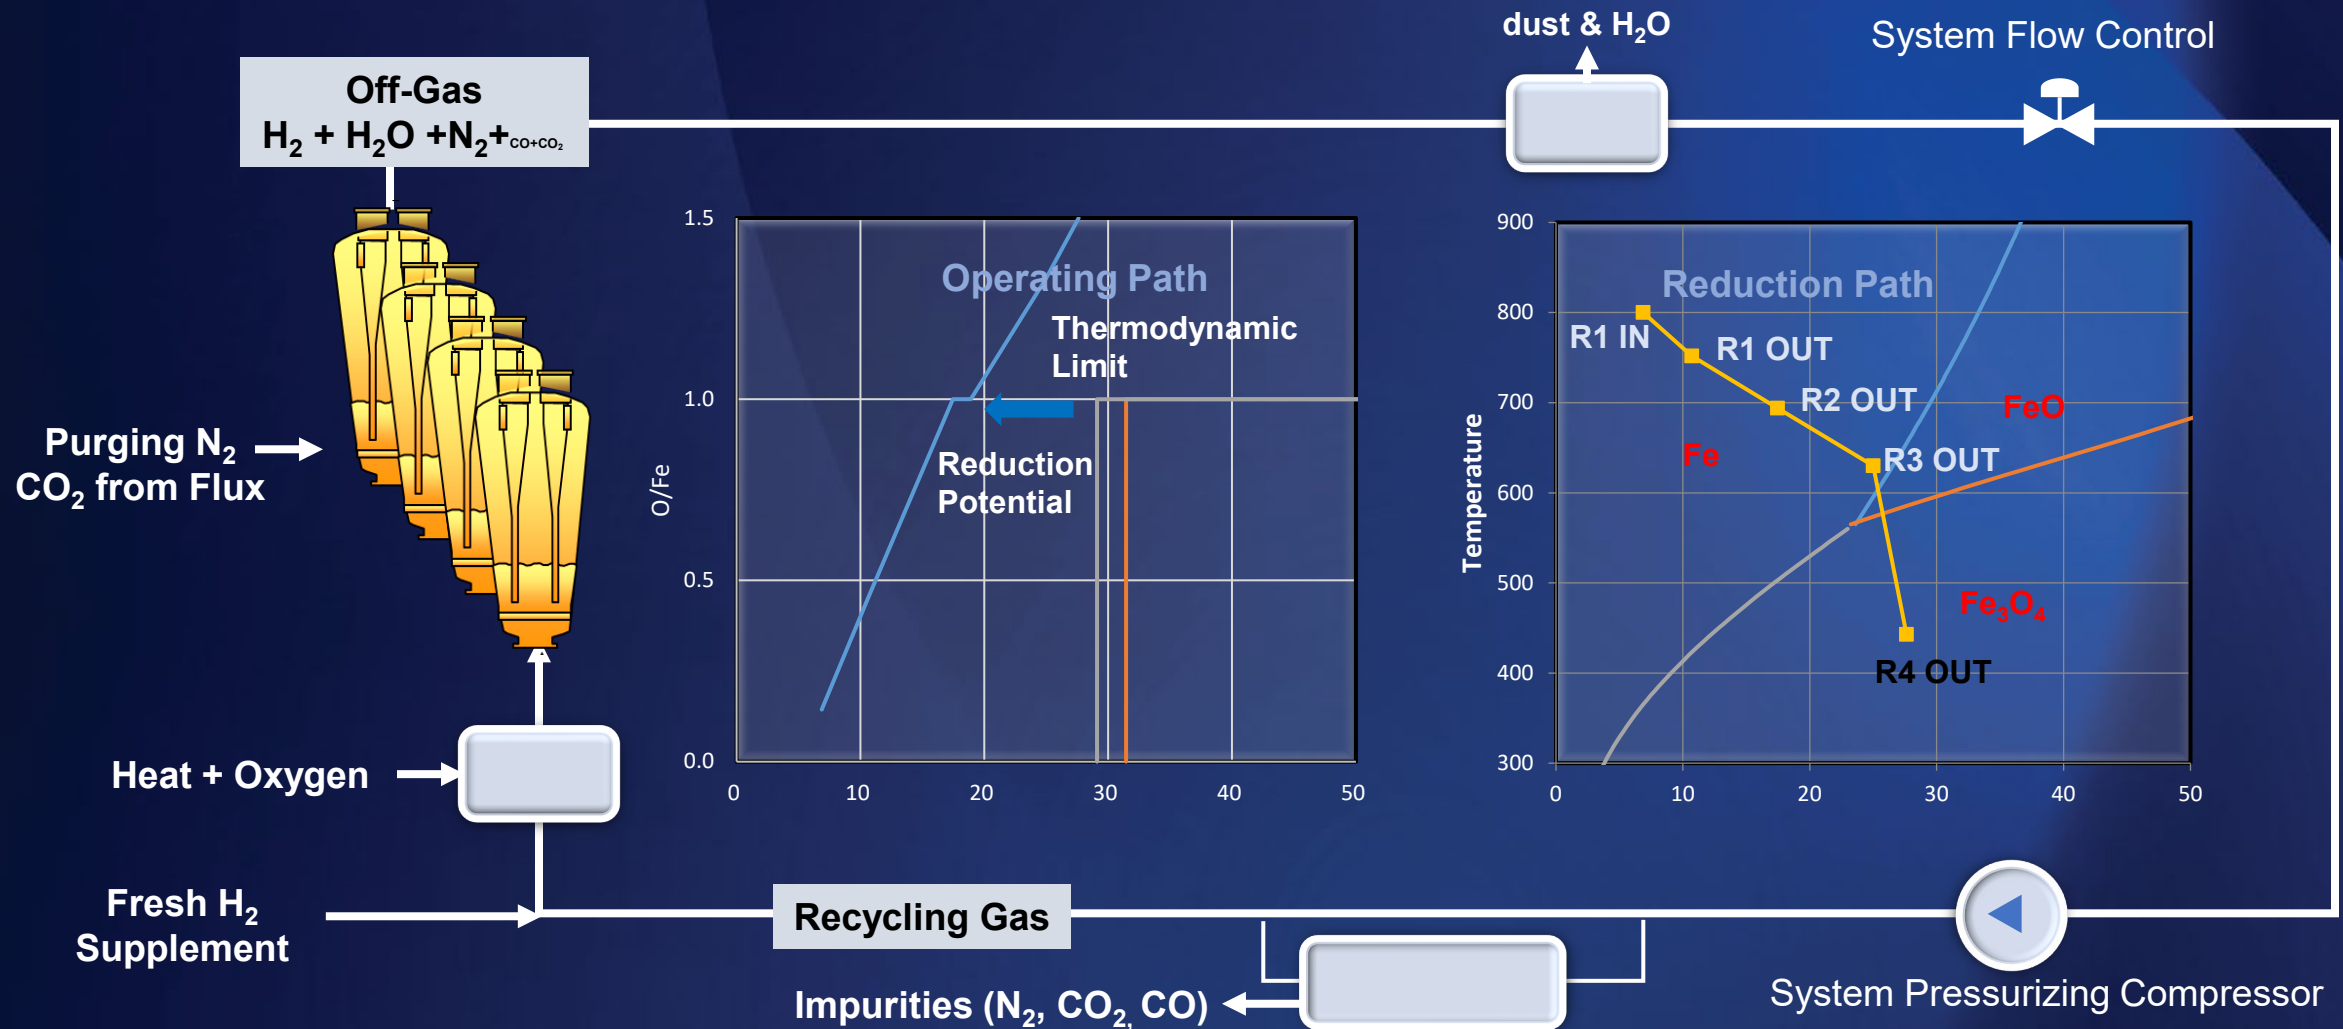 dust & H₂O
System Flow Control
Off-Gas
H₂ + H₂O +N₂+CO+CO₂
Purging N₂
CO₂ from Flux
Heat + Oxygen
Fresh H₂
Supplement
1.5
1.0
0.5
0.0
O/Fe
Operating Path
Thermodynamic
Limit
Reduction
Potential
0 10 20 30 40 50
900
800
700
600
500
400
300
Temperature
Reduction Path
R1 IN
R1 OUT
R2 OUT
FeO
Fe
R3 OUT
Fe₃O₄
R4 OUT
0 10 20 30 40 50
Recycling Gas
Impurities (N₂, CO₂, CO)
System Pressurizing Compressor